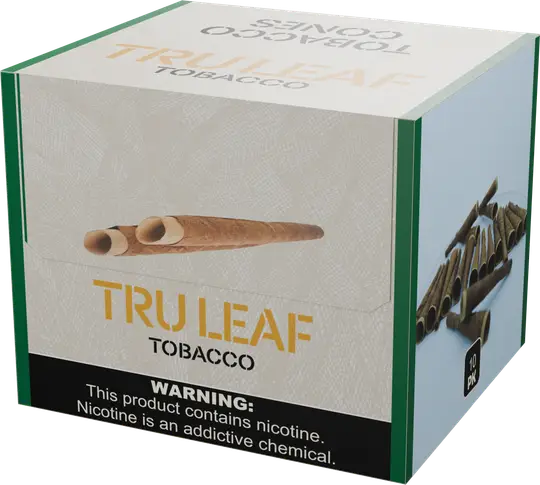 TOBACCO
CONES
TRU LEAF
TOBACCO
TRU LEAF
TOBACCO
WARNING:
This product contains nicotine.
Nicotine is an addictive chemical.
10
PK